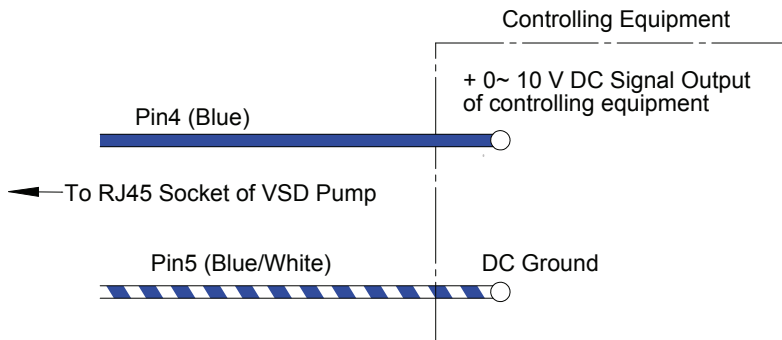 Controlling Equipment
+ 0~ 10 V DC Signal Output
of controlling equipment
Pin4 (Blue)
To RJ45 Socket of VSD Pump
Pin5 (Blue/White)
DC Ground